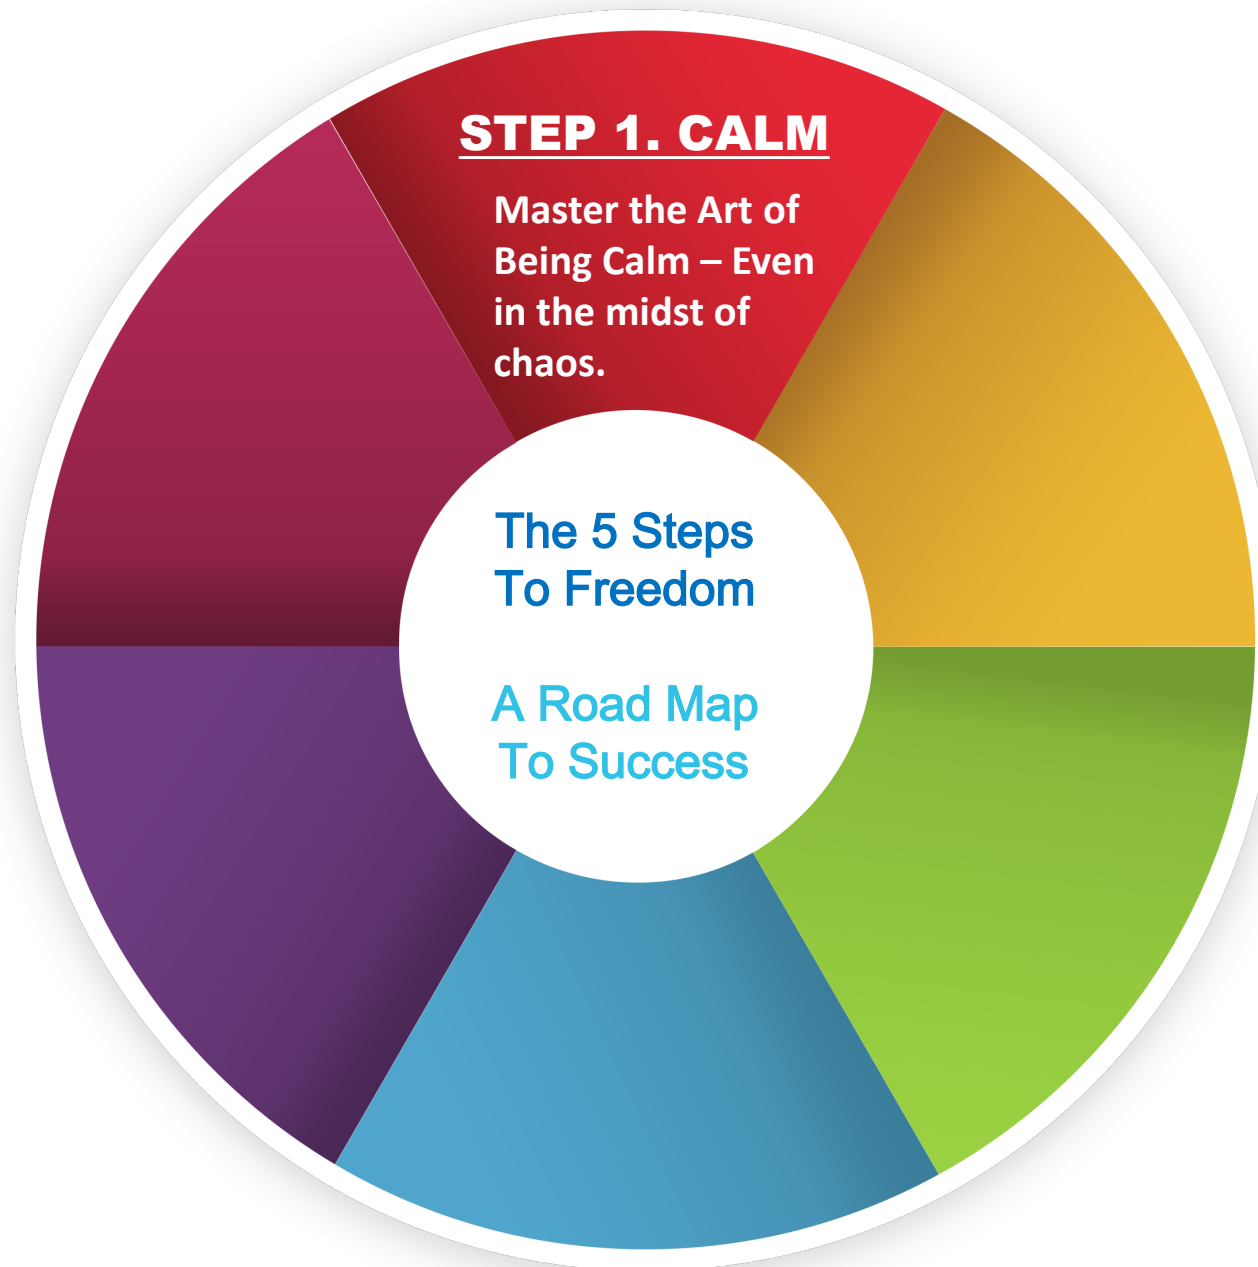 STEP 1. CALM
Master the Art of
Being Calm – Even
in the midst of
chaos.
The 5 Steps
To Freedom
A Road Map
To Success